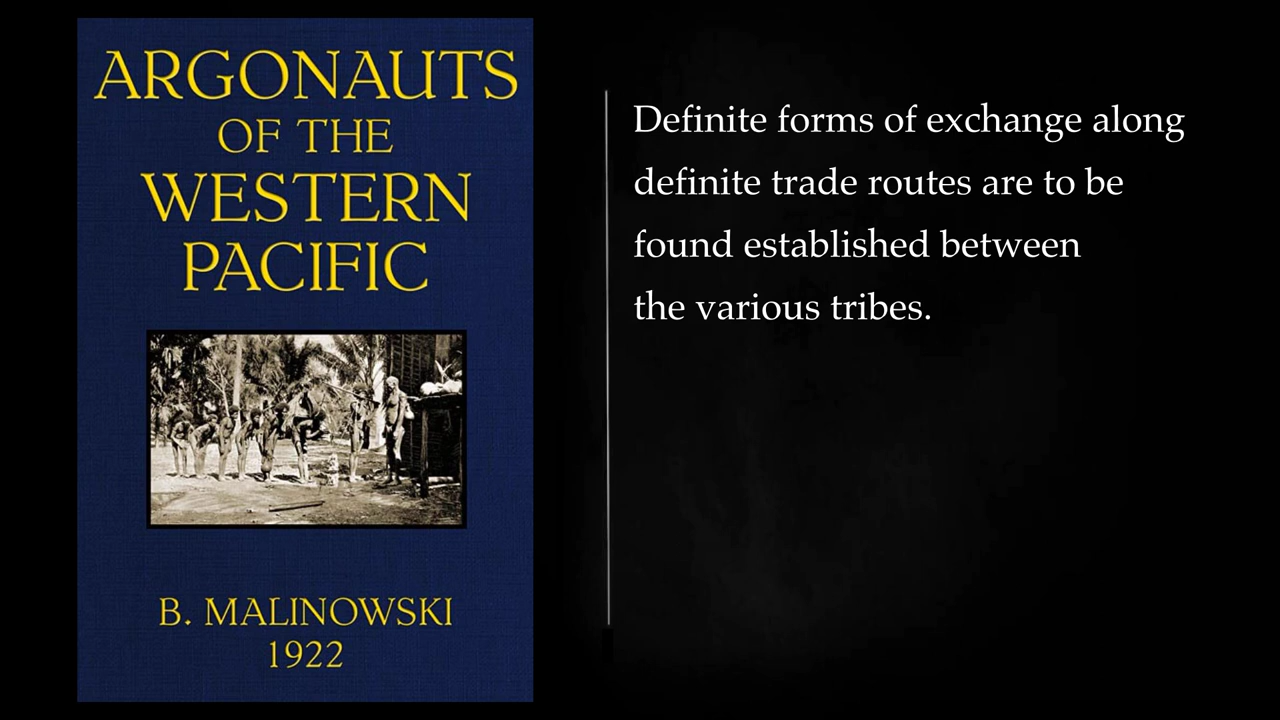 ARGONAUTS
OF THE
WESTERN
PACIFIC
B. MALINOWSKI
1922
Definite forms of exchange along
definite trade routes are to be
found established between
the various tribes.